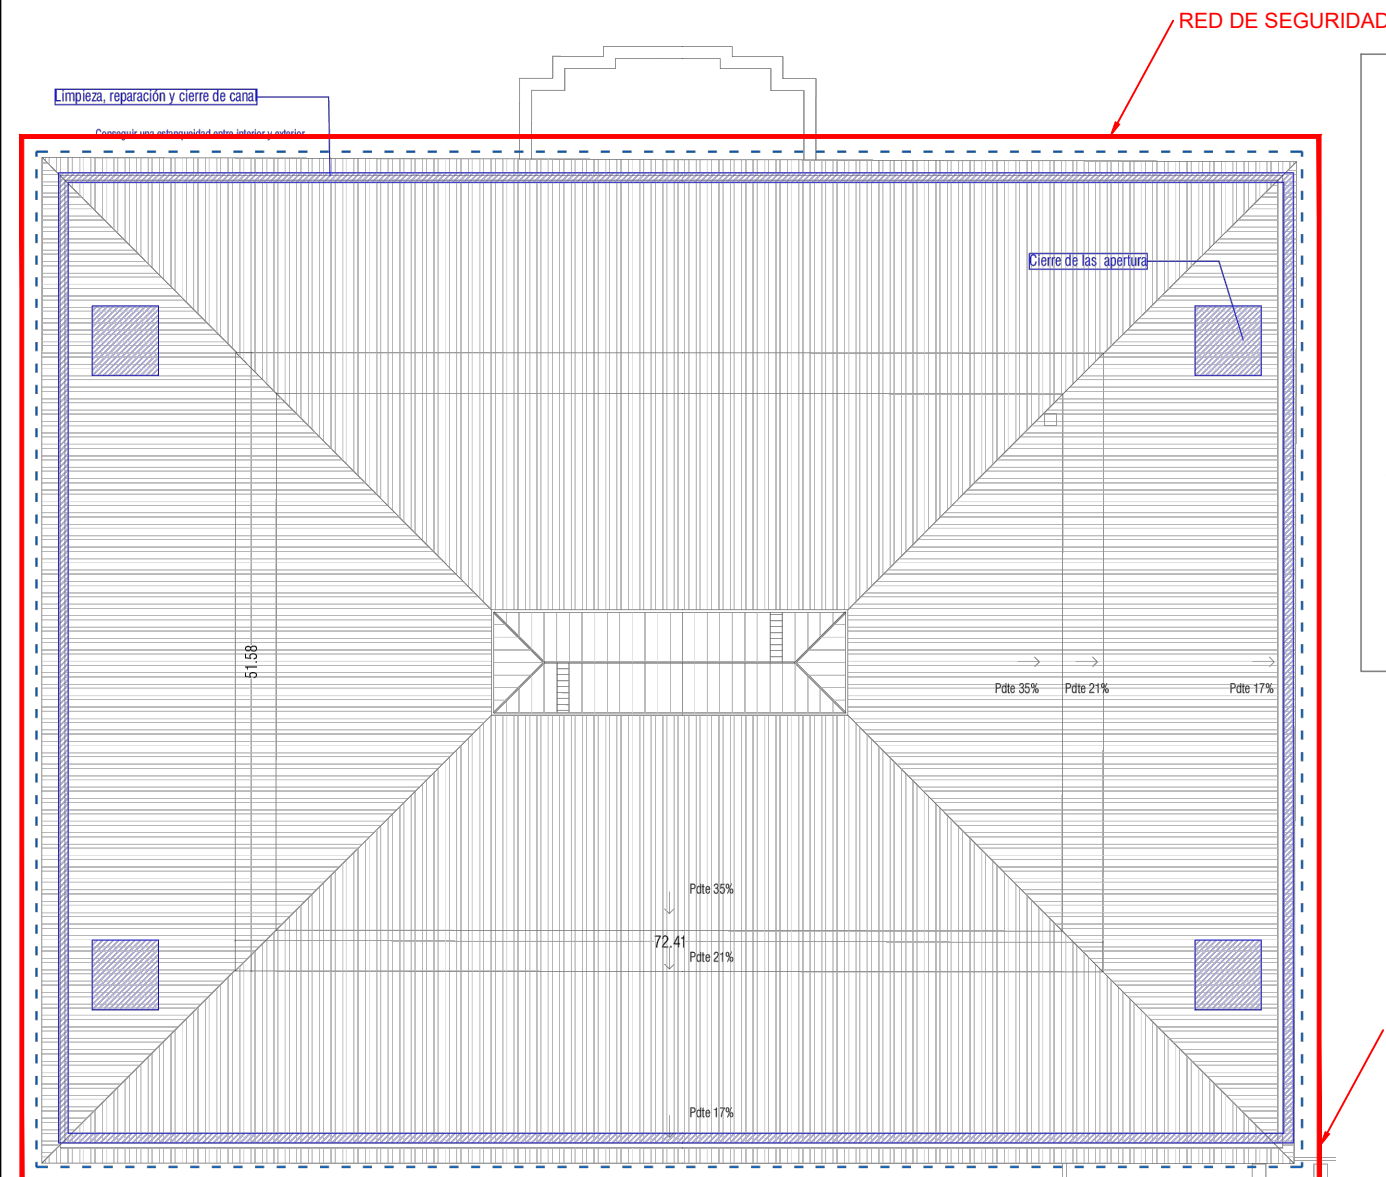 RED DE SEGURIDAD
Limpieza, reparación y cierre de canal
Conseguir una estanqueidad entre interior y exterior
Cierre de las apertura
51.58
Pdte 35%
Pdte 21%
Pdte 17%
Pdte 35%
72.41
Pdte 21%
Pdte 17%